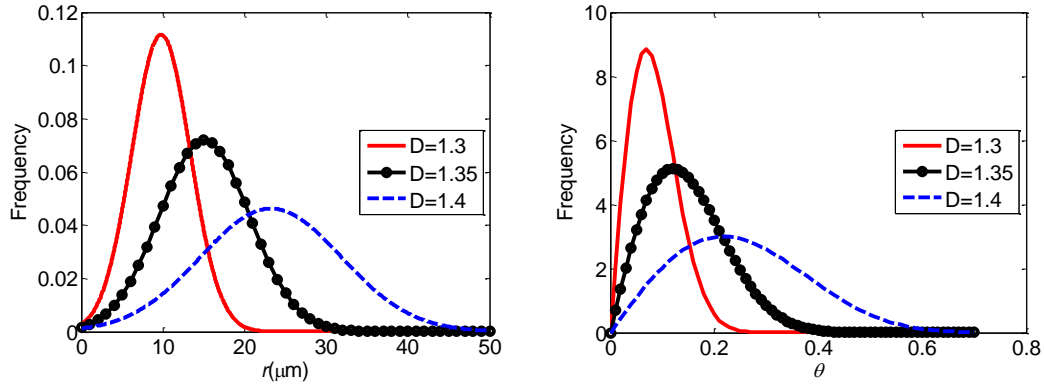 0.12
0.1
0.08
0.06
0.04
0.02
0
Frequency
0 10 20 30 40 50
r(μm)
D=1.3
D=1.35
D=1.4
10
8
6
4
2
0
Frequency
0 0.2 0.4 0.6 0.8
θ
D=1.3
D=1.35
D=1.4